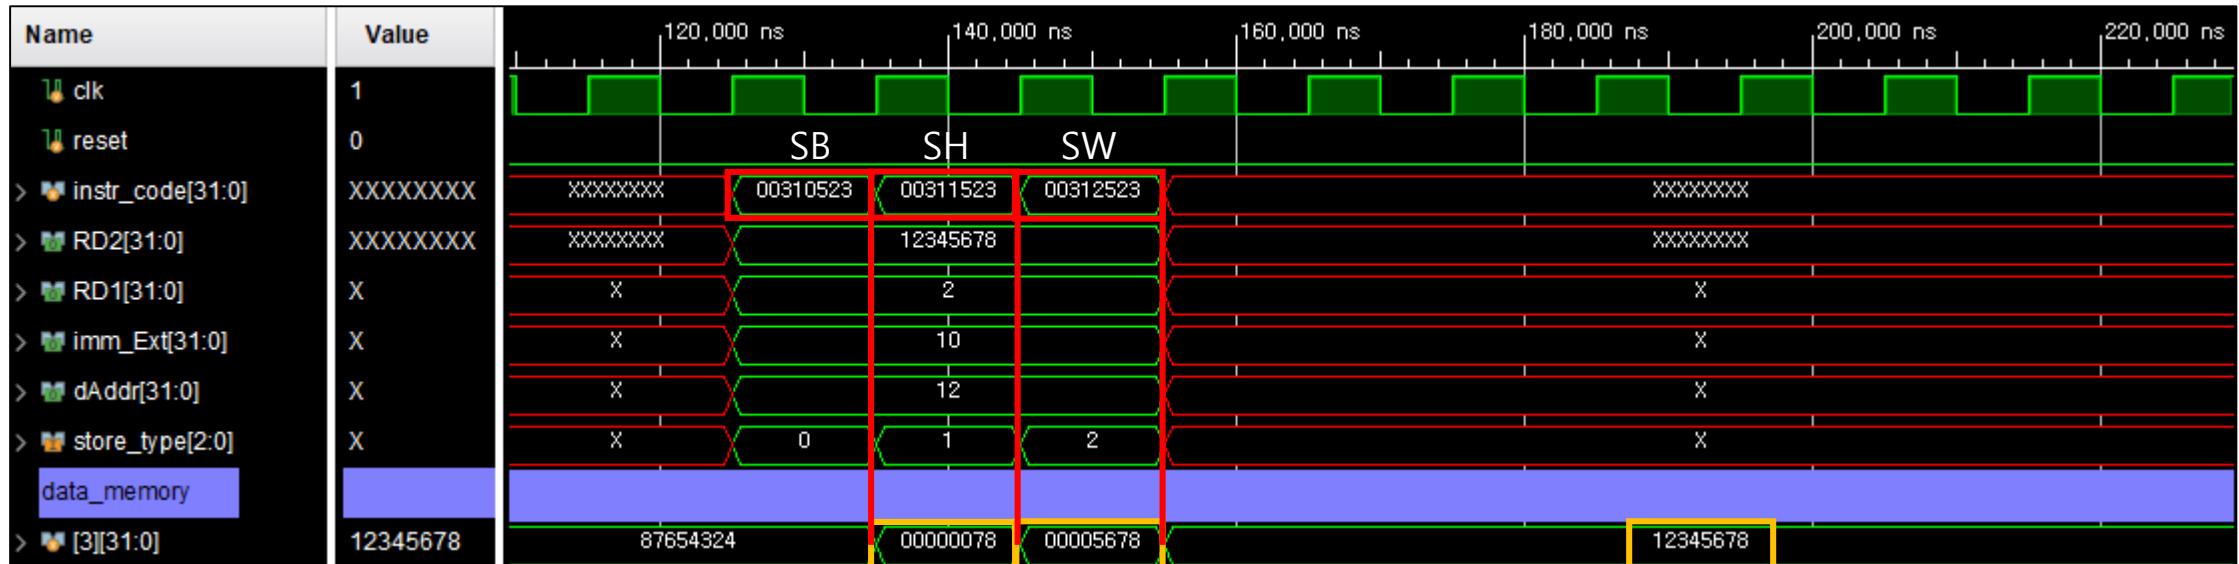 Name Value 120,000 ns 140,000 ns 160,000 ns 180,000 ns 200,000 ns 220,000 ns
clk 1
reset 0 SB SH SW
instr_code[31:0] XXXXXXXX XXXXXXXX 00310523 00311523 00312523 XXXXXXXX
RD2[31:0] XXXXXXXX XXXXXXXX 12345678 XXXXXXXX
RD1[31:0] X X 2 X
imm_Ext[31:0] X X 10 X
dAddr[31:0] X X 12 X
store_type[2:0] X X 0 1 2 X
data_memory
[3][31:0] 12345678 87654324 00000078 00005678 12345678